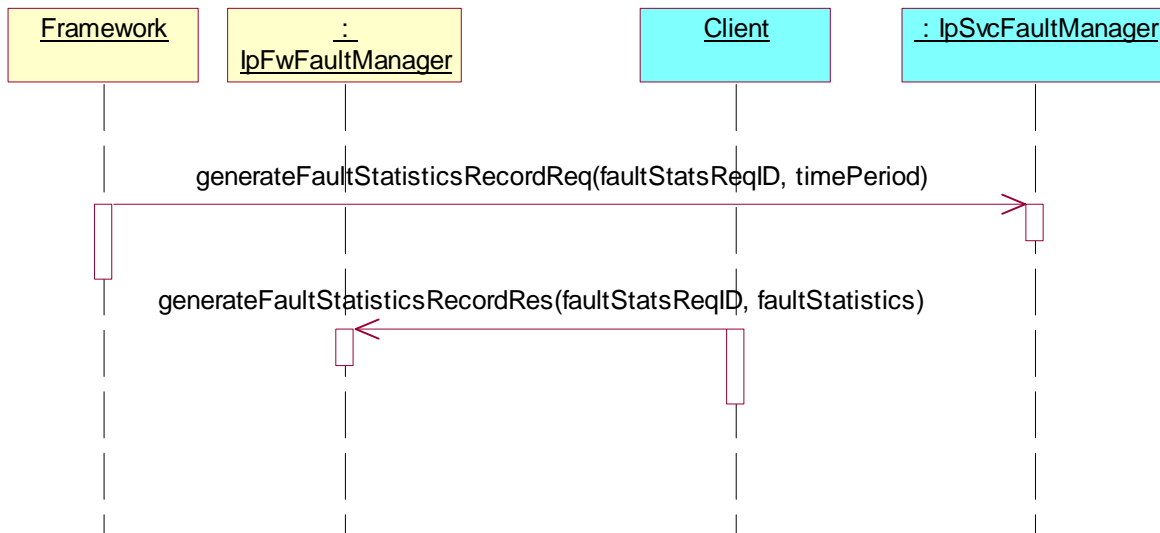 Framework
:
IpFwFaultManager
Client
: IpSvcFaultManager
generateFaultStatisticsRecordReq(faultStatsReqID, timePeriod)
generateFaultStatisticsRecordRes(faultStatsReqID, faultStatistics)